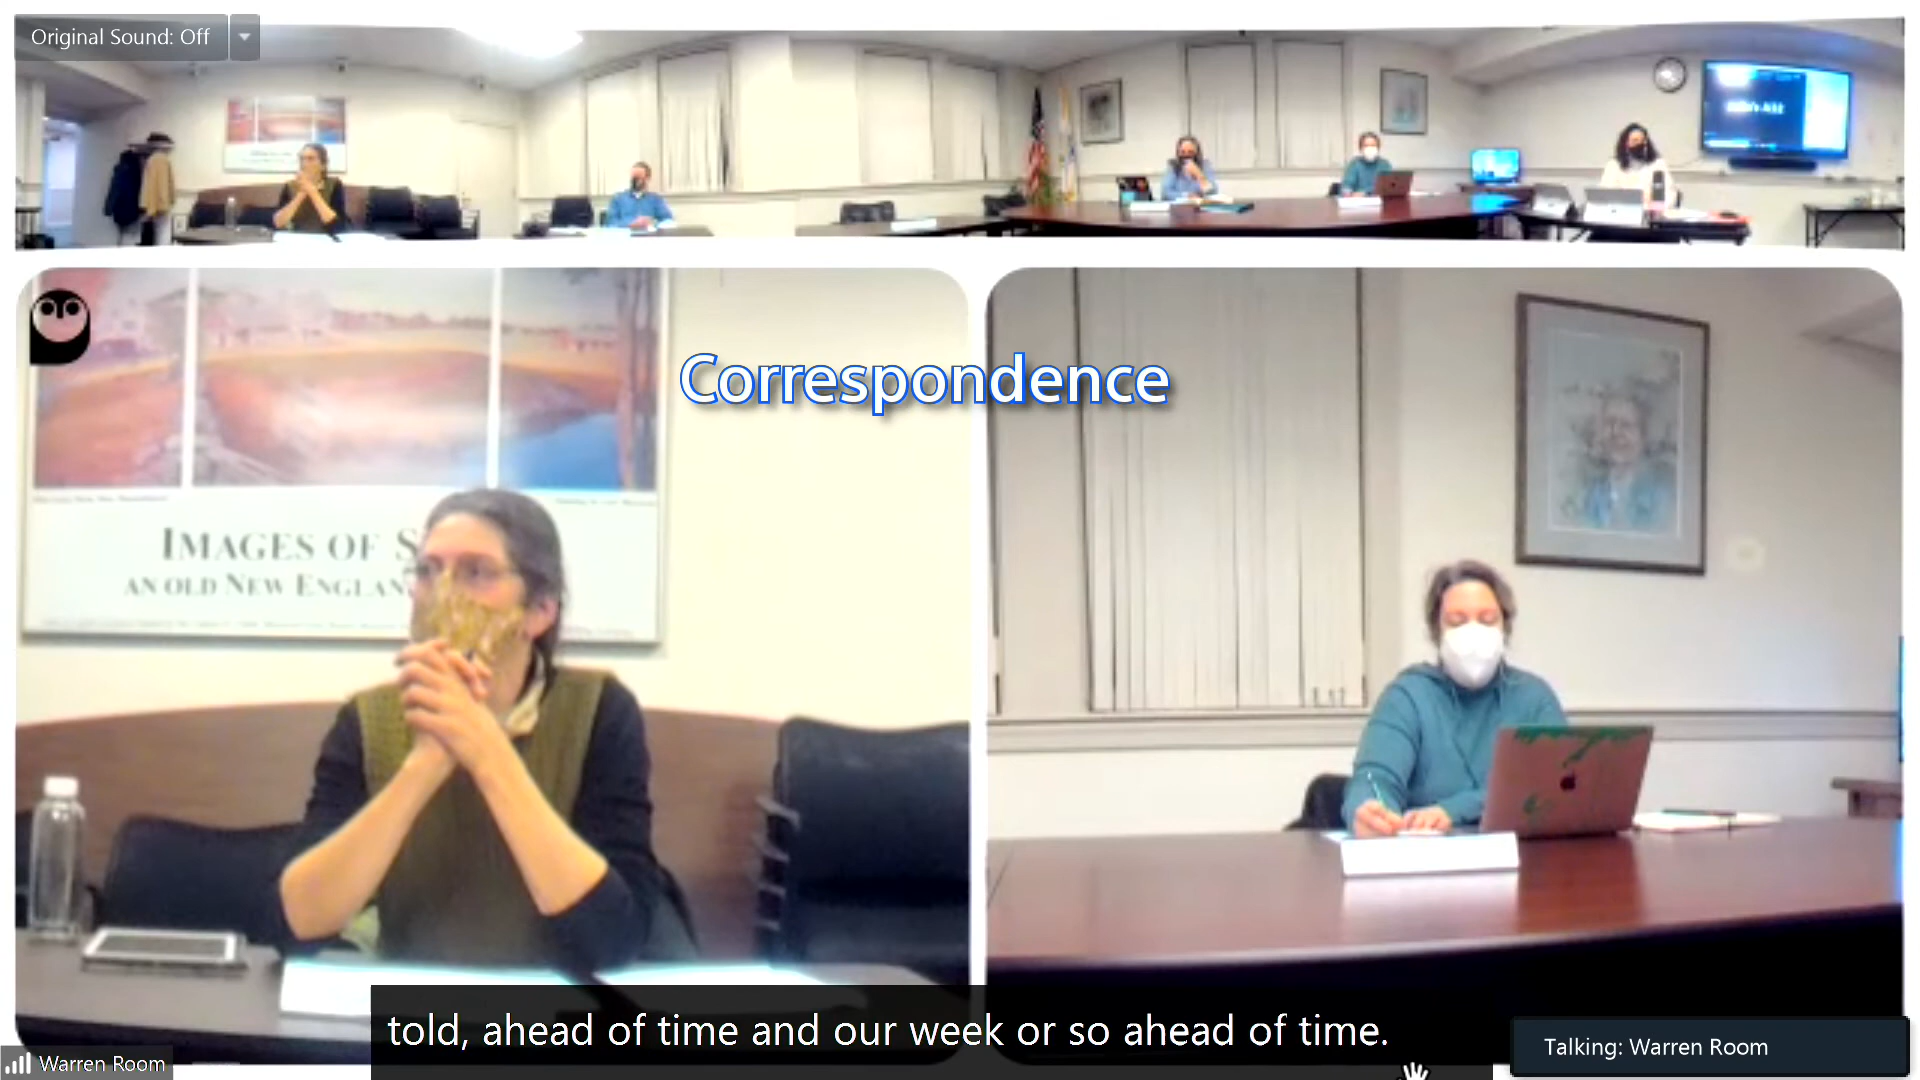 Original Sound: Off
Correspondence
IMAGES OF S
AN OLD NEW ENGLAN
told, ahead of time and our week or so ahead of time.
Talking: Warren Room
Warren Room